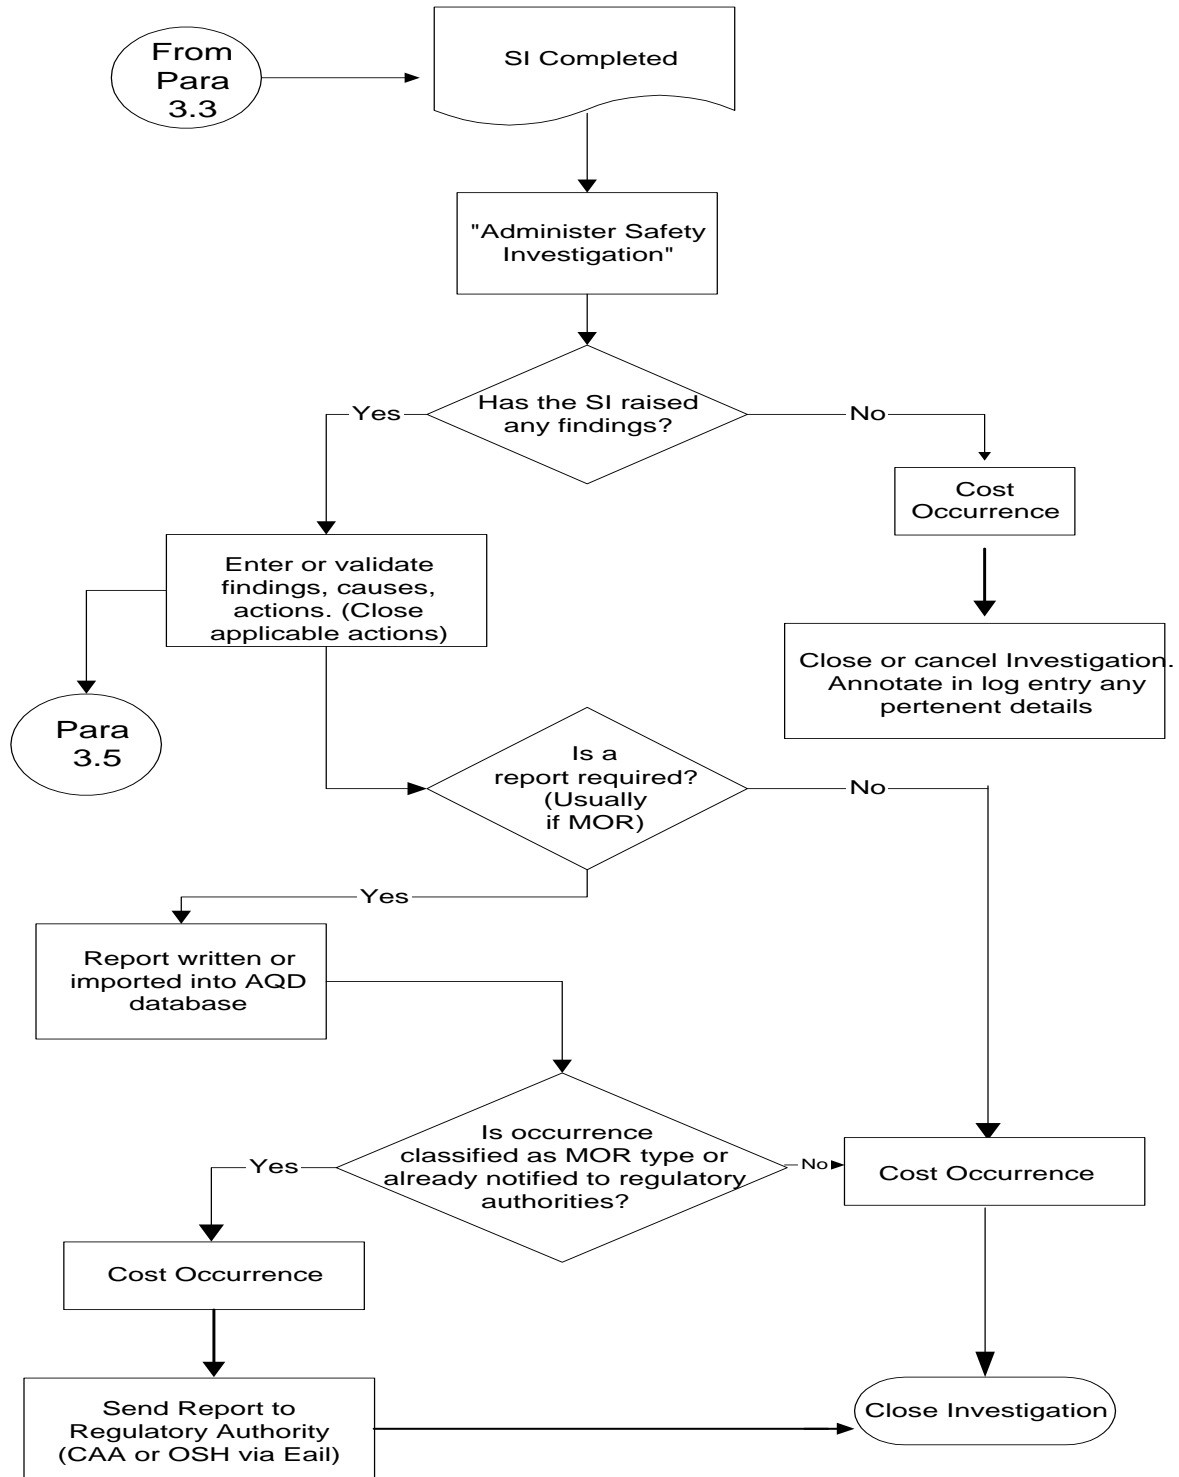 From
Para
3.3
SI Completed
"Administer Safety
Investigation"
Has the SI raised
any findings?
Yes
No
Cost
Occurrence
Enter or validate
findings, causes,
actions. (Close
applicable actions)
Close or cancel Investigation.
Annotate in log entry any
pertenent details
Para
3.5
Is a
report required?
(Usually
if MOR)
No
Yes
Report written or
imported into AQD
database
Is occurrence
classified as MOR type or
already notified to regulatory
authorities?
Yes
No
Cost Occurrence
Cost Occurrence
Send Report to
Regulatory Authority
(CAA or OSH via Eail)
Close Investigation